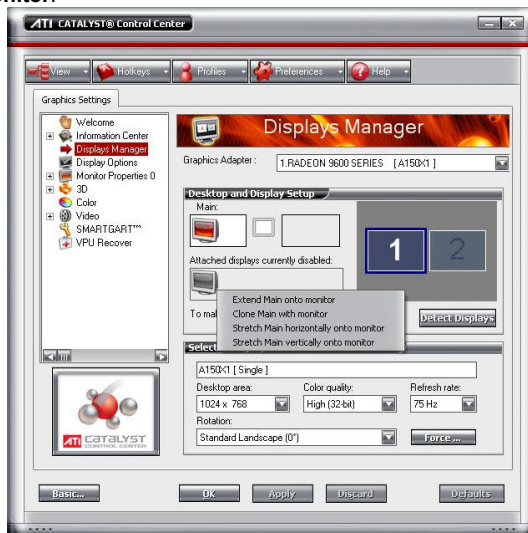 nitor.
ATI CATALYST® Control Center
View
Hotkeys
Profiles
Preferences
Help
Graphics Settings
Welcome
Information Center
Displays Manager
Display Options
Monitor Properties 0
3D
Color
Video
SMARTGART™
VPU Recover
Displays Manager
Graphics Adapter :
1.RADEON 9600 SERIES [ A150X1 ]
Desktop and Display Setup
Main:
Attached displays currently disabled:
1
2
To mal
Extend Main onto monitor
Clone Main with monitor
Stretch Main horizontally onto monitor
Stretch Main vertically onto monitor
Detect Displays
Select
A150X1 [ Single ]
Desktop area:
Color quality:
Refresh rate:
1024 x 768
High (32-bit)
75 Hz
Rotation:
Standard Landscape (0°)
Force ...
ATI CATALYST
CONTROL CENTER
Basic...
OK
Apply
Discard
Defaults